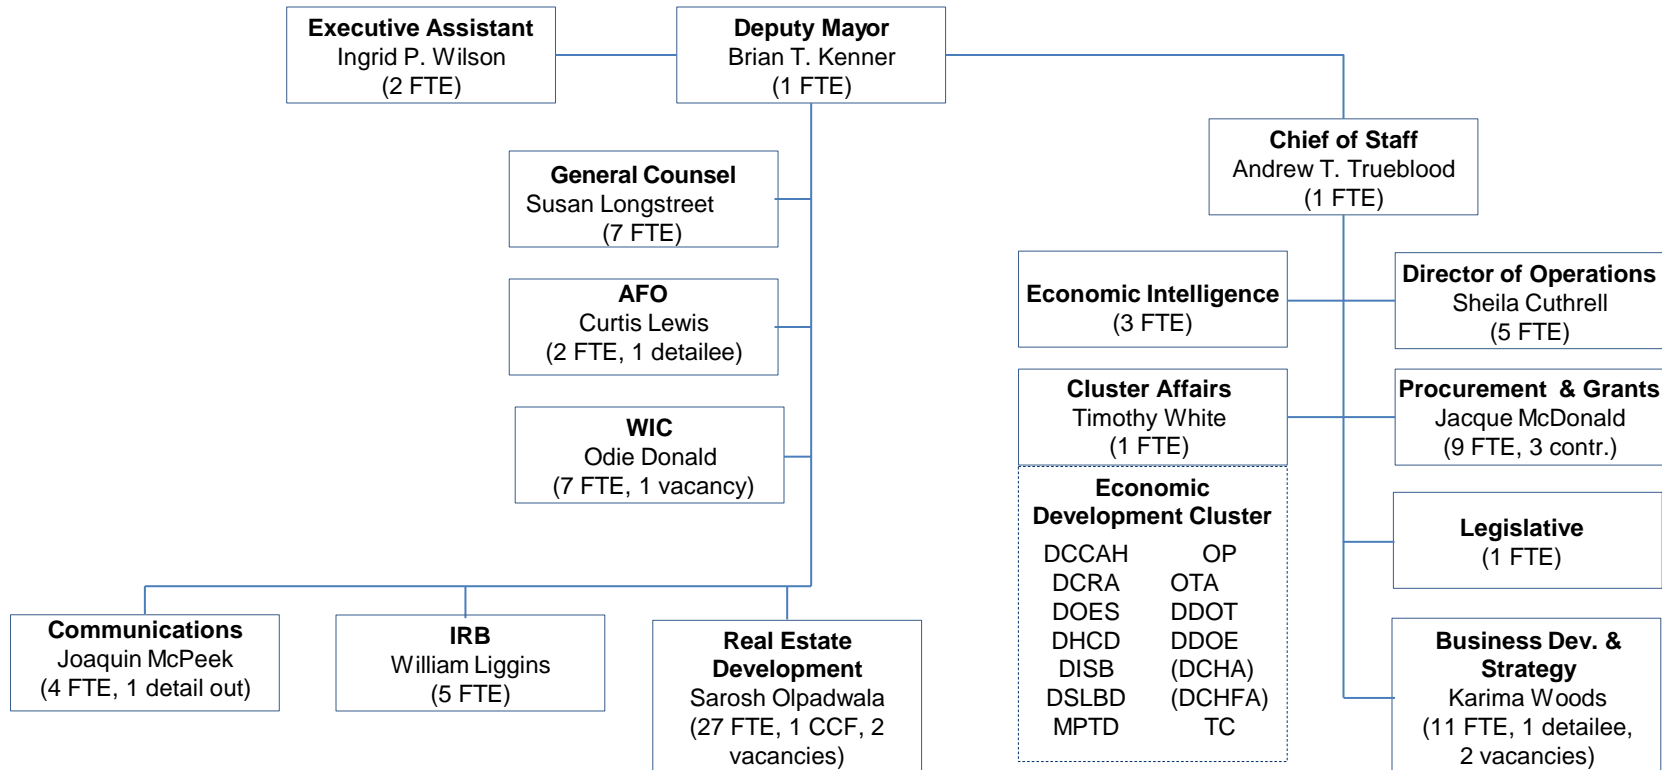 Executive Assistant
Ingrid P. Wilson
(2 FTE)
Deputy Mayor
Brian T. Kenner
(1 FTE)
Chief of Staff
Andrew T. Trueblood
(1 FTE)
General Counsel
Susan Longstreet
(7 FTE)
AFO
Curtis Lewis
(2 FTE, 1 detailee)
WIC
Odie Donald
(7 FTE, 1 vacancy)
Economic Intelligence
(3 FTE)
Director of Operations
Sheila Cuthrell
(5 FTE)
Cluster Affairs
Timothy White
(1 FTE)
Procurement & Grants
Jacque McDonald
(9 FTE, 3 contr.)
Economic
Development Cluster
DCCAH OP
DCRA OTA
DOES DDOT
DHCD DDOE
DISB (DCHA)
DSLBD (DCHFA)
MPTD TC
Legislative
(1 FTE)
Communications
Joaquin McPeek
(4 FTE, 1 detail out)
IRB
William Liggins
(5 FTE)
Real Estate
Development
Sarosh Olpadwala
(27 FTE, 1 CCF, 2
vacancies)
Business Dev. &
Strategy
Karima Woods
(11 FTE, 1 detailee,
2 vacancies)